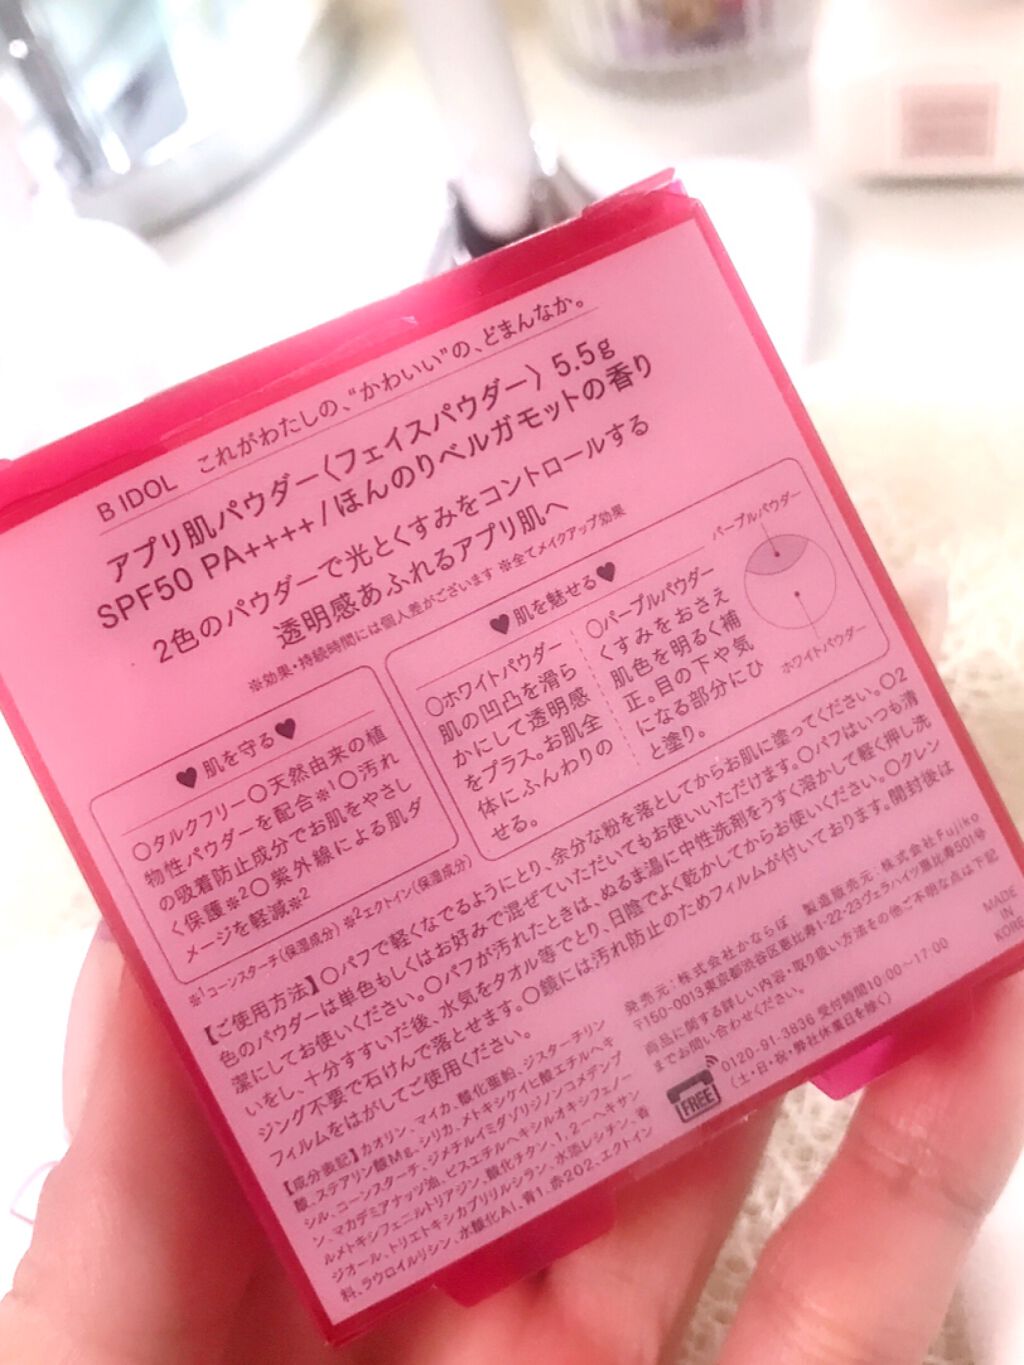 B IDOL これがわたしの、“かわいい”の、どまんなか。
アプリ肌パウダー〈フェイスパウダー〉 5.5g
SPF50 PA++++/ほんのりベルガモットの香り
2色のパウダーで光とくすみをコントロールする
透明感あふれるアプリ肌へ
※効果・持続時間には個人差がございます ※全てメイクアップ効果
♥肌を守る♥
○タルクフリー○天然由来の植
物性パウダーを配合※1○汚れ
の吸着防止成分でお肌をやさし
く保護※2○紫外線による肌ダ
メージを軽減※2
※1コーンスターチ(保湿成分) ※2エクトイン(保湿成分)
♥肌を魅せる♥
○ホワイトパウダー
肌の凹凸を滑ら
かにして透明感
をプラス。お肌全
体にふんわりの
せる。
○パープルパウダー
くすみをおさえ
肌色を明るく補
正。目の下や気
になる部分にひ
と塗り。
パープルパウダー
ホワイトパウダー
【ご使用方法】○パフで軽くなでるようにとり、余分な粉を落としてからお肌に塗ってください。○2
色のパウダーは単色もしくはお好みで混ぜていただいてもお使いいただけます。○パフはいつも清
潔にしてお使いください。○パフが汚れたときは、ぬるま湯に中性洗剤をうすく溶かして軽く押し洗
いをし、十分すすいだ後、水気をタオル等でとり、日陰でよく乾かしてからお使いください。○クレン
ジング不要で石けんで落とせます。○鏡には汚れ防止のためフィルムが付いております。開封後は
フィルムをはがしてご使用ください。
【成分表記】カオリン、マイカ、酸化亜鉛、ジステアリン
酸、ステアリン酸Mg、シリカ、メトキシケイヒ酸エチルヘキ
シル、コーンスターチ、ジメチルイミダゾリジノンコメデンプ
ン、マカデミアナッツ油、ビスエチルヘキシルオキシフェノー
ルメトキシフェニルトリアジン、酸化チタン、1,2-ヘキサン
ジオール、トリエトキシカプリリルシラン、水添レシチン、香
料、ラウロイルリシン、水酸化Al、青1、赤202、エクトイン
発売元:株式会社かならぼ 製造販売元:株式会社Fujiko
〒150-0013東京都渋谷区恵比寿1-22-23ヴェラハイツ恵比寿501号
商品に関する詳しい内容・取り扱い方法その他ご不明な点は下記
までお問い合わせください。
FREE 0120-91-3836 受付時間10:00〜17:00
(土・日・祝・弊社休業日を除く)
MADE
IN
KORE